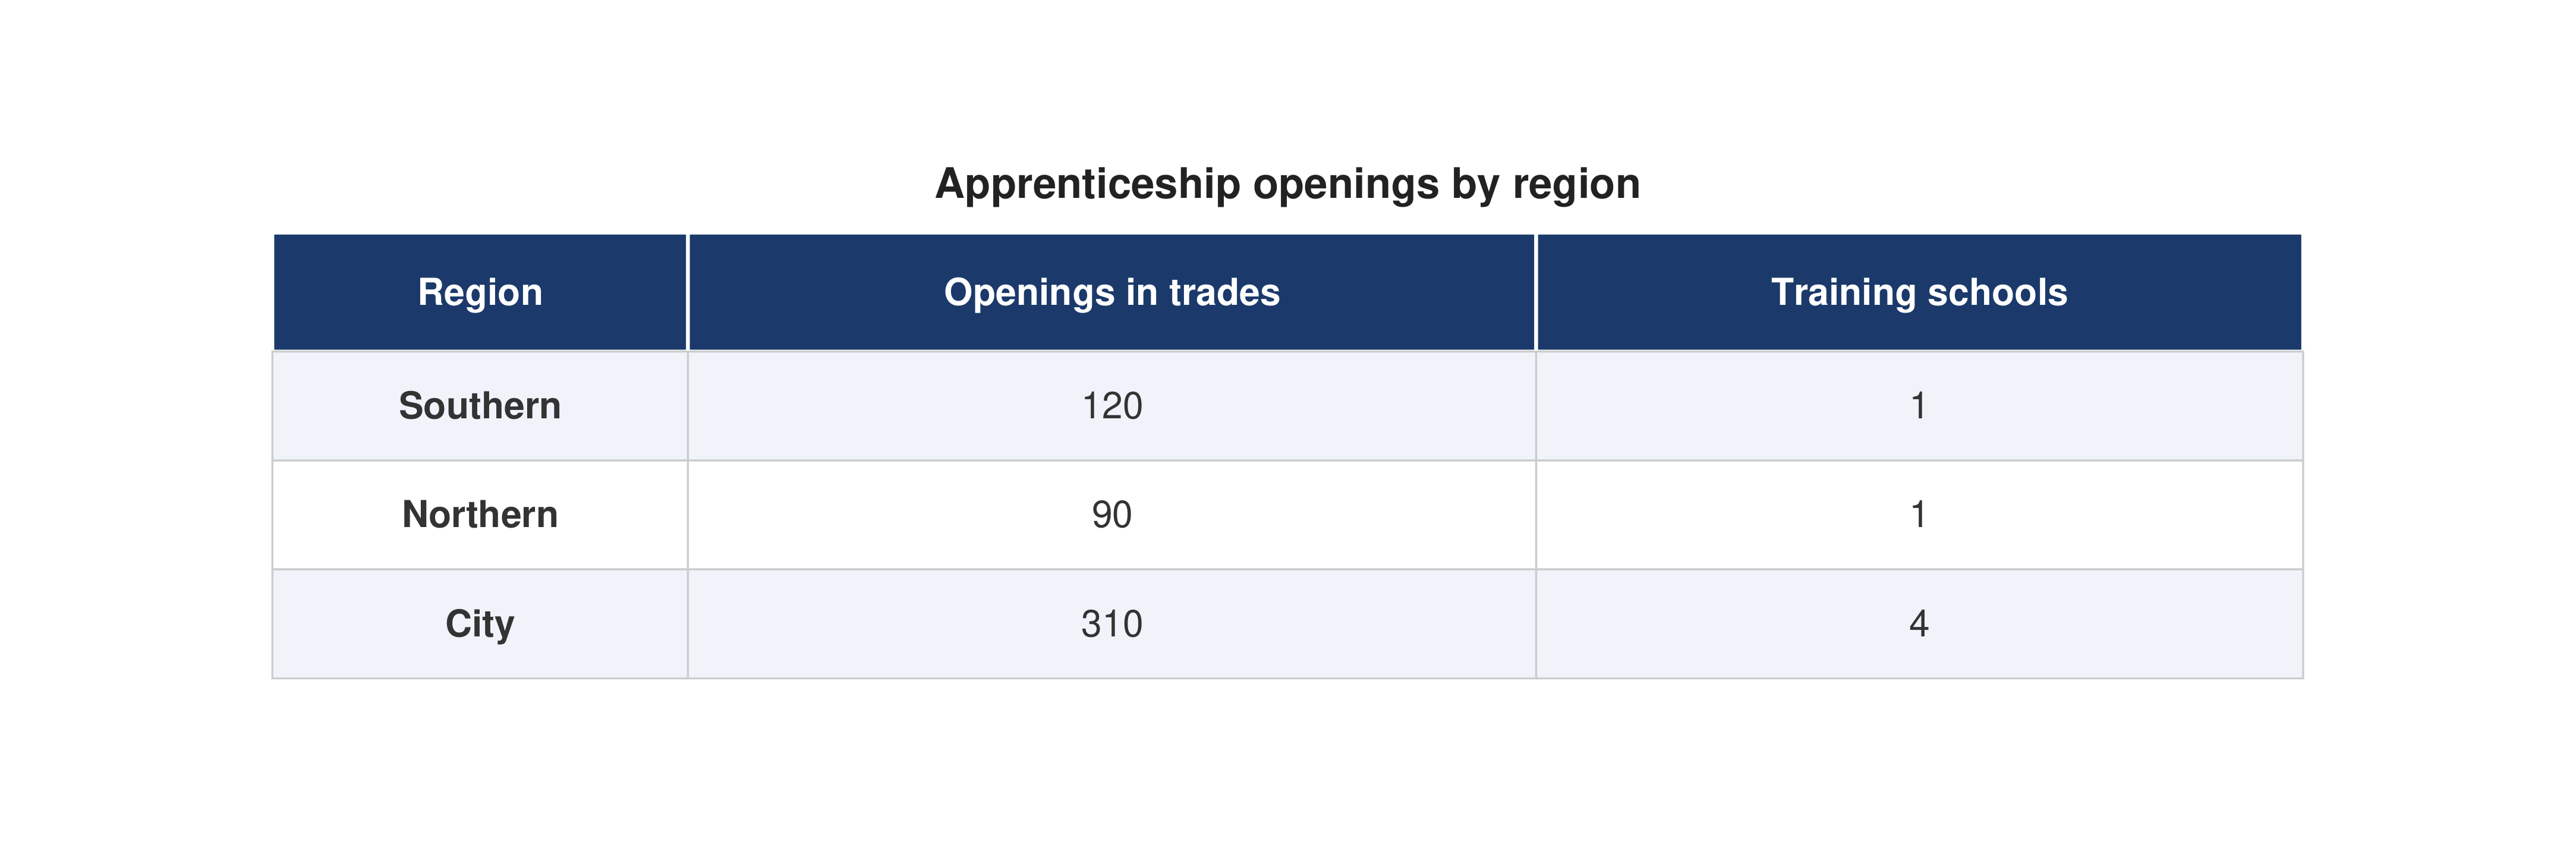 Apprenticeship openings by region
Region Openings in trades Training schools
Southern 120 1
Northern 90 1
City 310 4